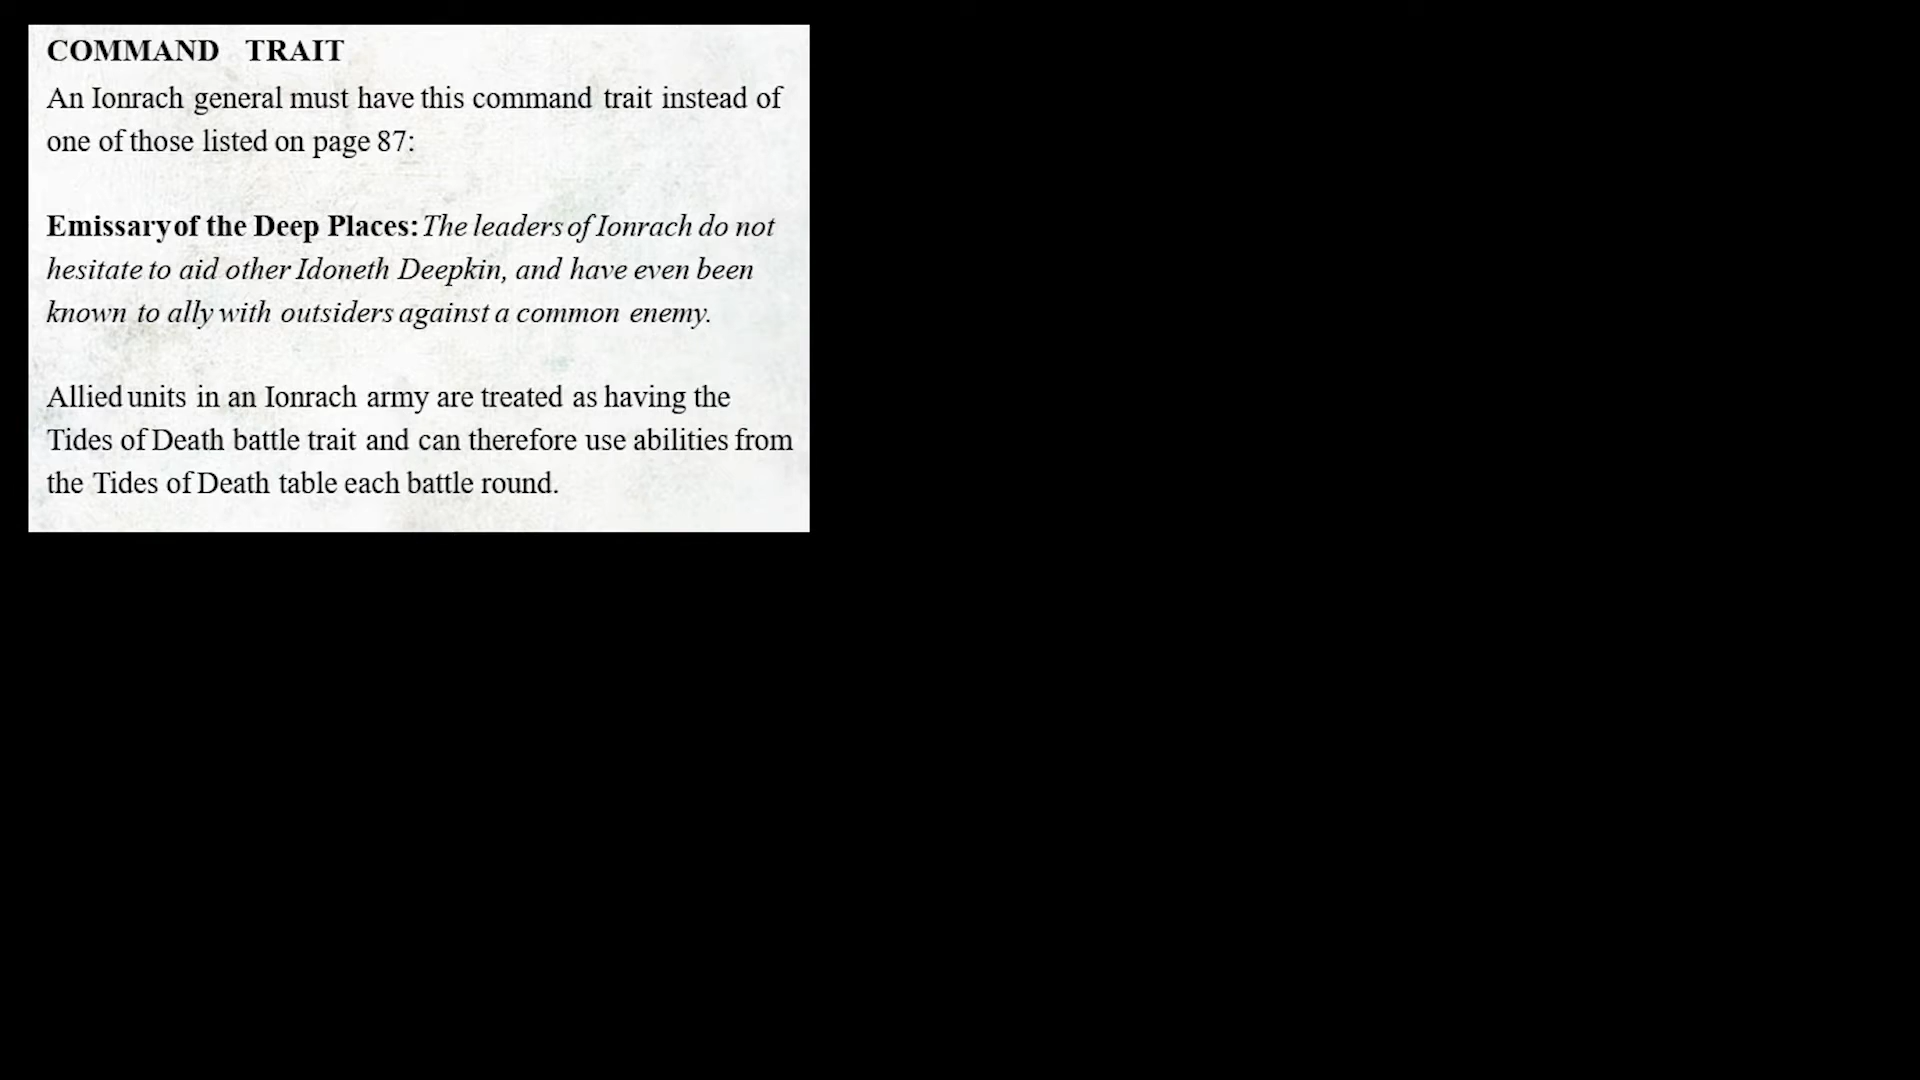 COMMAND TRAIT
An Ionrach general must have this command trait instead of
one of those listed on page 87:
Emissary of the Deep Places: The leaders of Ionrach do not
hesitate to aid other Idoneth Deepkin, and have even been
known to ally with outsiders against a common enemy.
Allied units in an Ionrach army are treated as having the
Tides of Death battle trait and can therefore use abilities from
the Tides of Death table each battle round.